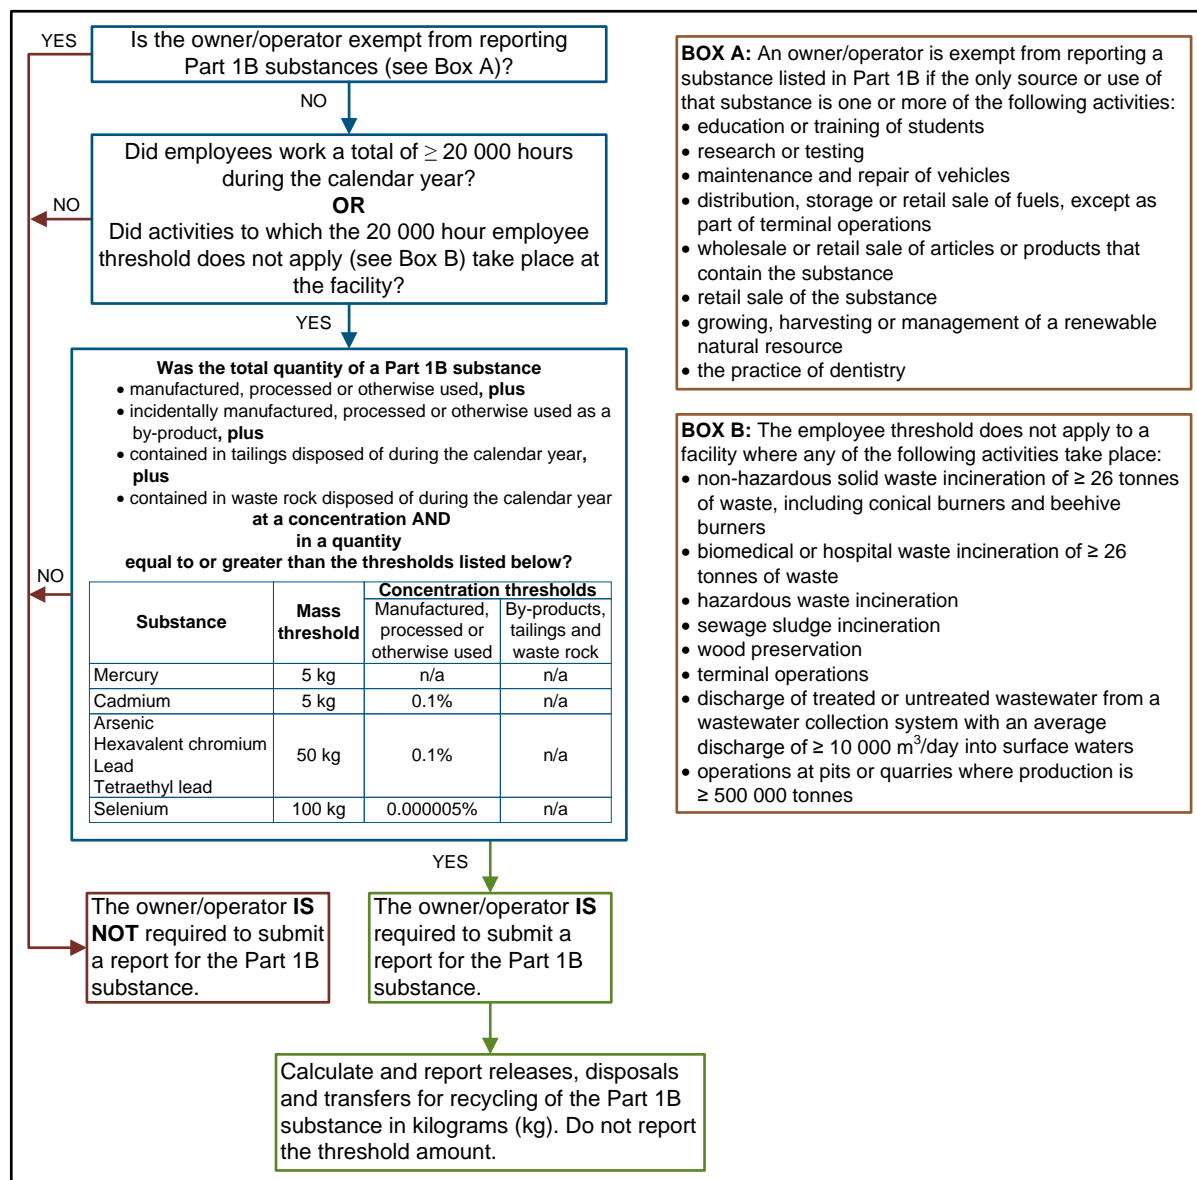 YES
Is the owner/operator exempt from reporting
Part 1B substances (see Box A)?
NO
Did employees work a total of ≥ 20 000 hours
during the calendar year?
OR
Did activities to which the 20 000 hour employee
threshold does not apply (see Box B) take place at
the facility?
NO
YES
Was the total quantity of a Part 1B substance
• manufactured, processed or otherwise used, plus
• incidentally manufactured, processed or otherwise used as a
by-product, plus
• contained in tailings disposed of during the calendar year,
plus
• contained in waste rock disposed of during the calendar year
at a concentration AND
in a quantity
equal to or greater than the thresholds listed below?
NO
Substance
Mass
threshold
Concentration thresholds
Manufactured,
processed or
otherwise used
By-products,
tailings and
waste rock
Mercury 5 kg n/a n/a
Cadmium 5 kg 0.1% n/a
Arsenic
Hexavalent chromium
Lead
Tetraethyl lead
50 kg 0.1% n/a
Selenium 100 kg 0.000005% n/a
YES
The owner/operator IS
NOT required to submit
a report for the Part 1B
substance.
The owner/operator IS
required to submit a
report for the Part 1B
substance.
Calculate and report releases, disposals
and transfers for recycling of the Part 1B
substance in kilograms (kg). Do not report
the threshold amount.
BOX A: An owner/operator is exempt from reporting a
substance listed in Part 1B if the only source or use of
that substance is one or more of the following activities:
• education or training of students
• research or testing
• maintenance and repair of vehicles
• distribution, storage or retail sale of fuels, except as
part of terminal operations
• wholesale or retail sale of articles or products that
contain the substance
• retail sale of the substance
• growing, harvesting or management of a renewable
natural resource
• the practice of dentistry
BOX B: The employee threshold does not apply to a
facility where any of the following activities take place:
• non-hazardous solid waste incineration of ≥ 26 tonnes
of waste, including conical burners and beehive
burners
• biomedical or hospital waste incineration of ≥ 26
tonnes of waste
• hazardous waste incineration
• sewage sludge incineration
• wood preservation
• terminal operations
• discharge of treated or untreated wastewater from a
wastewater collection system with an average
discharge of ≥ 10 000 m³/day into surface waters
• operations at pits or quarries where production is
≥ 500 000 tonnes